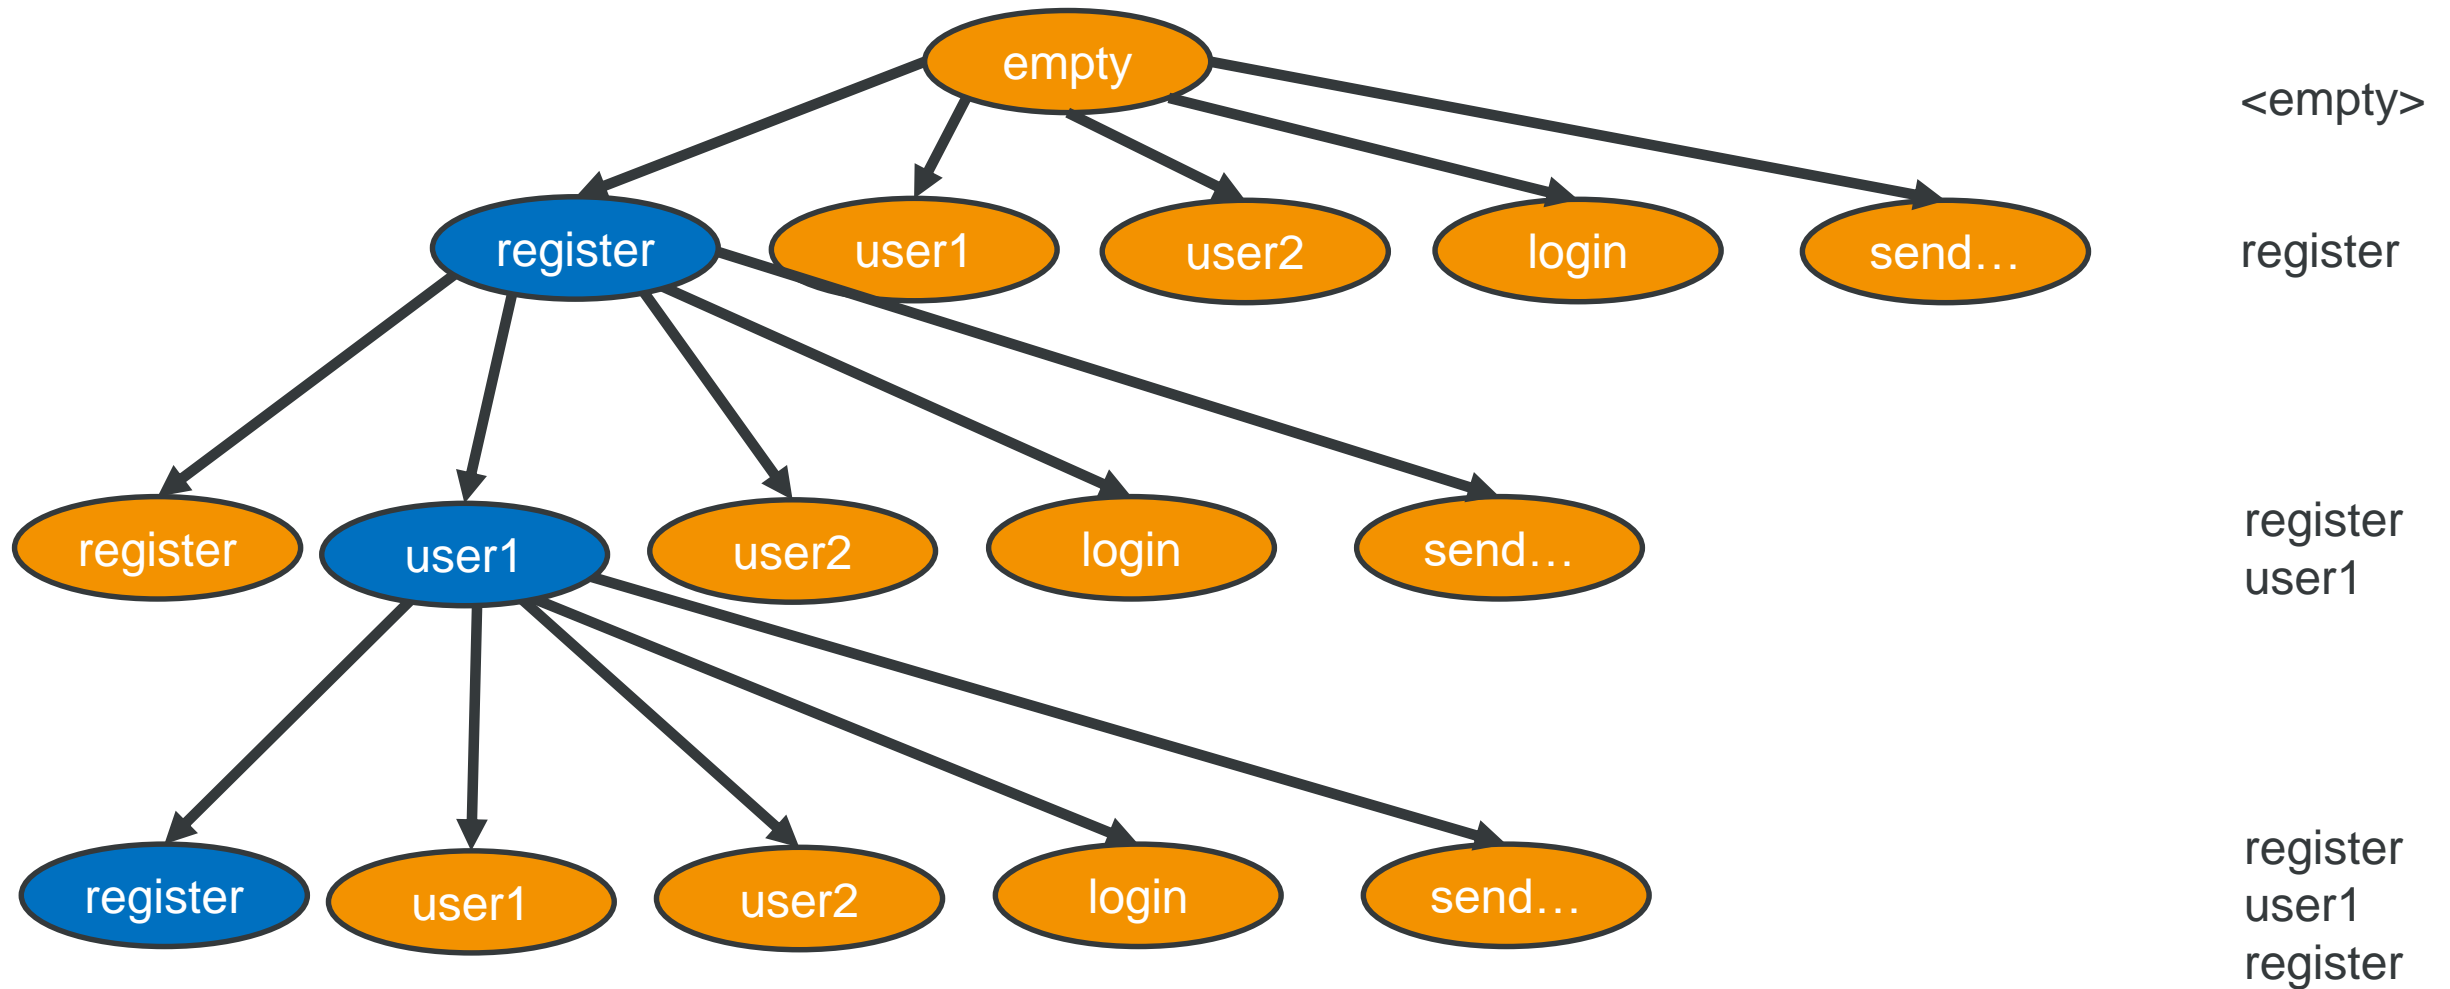 empty
<empty>
register
user1
user2
login
send…
register
register
user1
user2
login
send…
register
user1
register
user1
user2
login
send…
register
user1
register